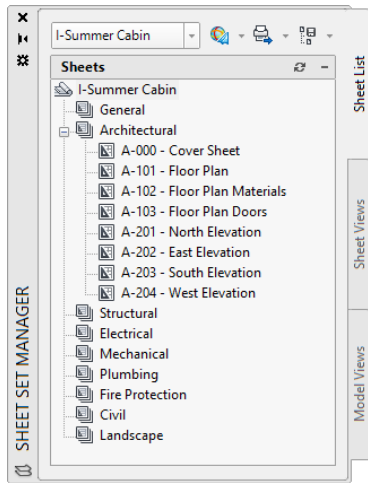 I-Summer Cabin
Sheets
I-Summer Cabin
General
Architectural
A-000 - Cover Sheet
A-101 - Floor Plan
A-102 - Floor Plan Materials
A-103 - Floor Plan Doors
A-201 - North Elevation
A-202 - East Elevation
A-203 - South Elevation
A-204 - West Elevation
Structural
Electrical
Mechanical
Plumbing
Fire Protection
Civil
Landscape
SHEET SET MANAGER
Sheet List
Sheet Views
Model Views